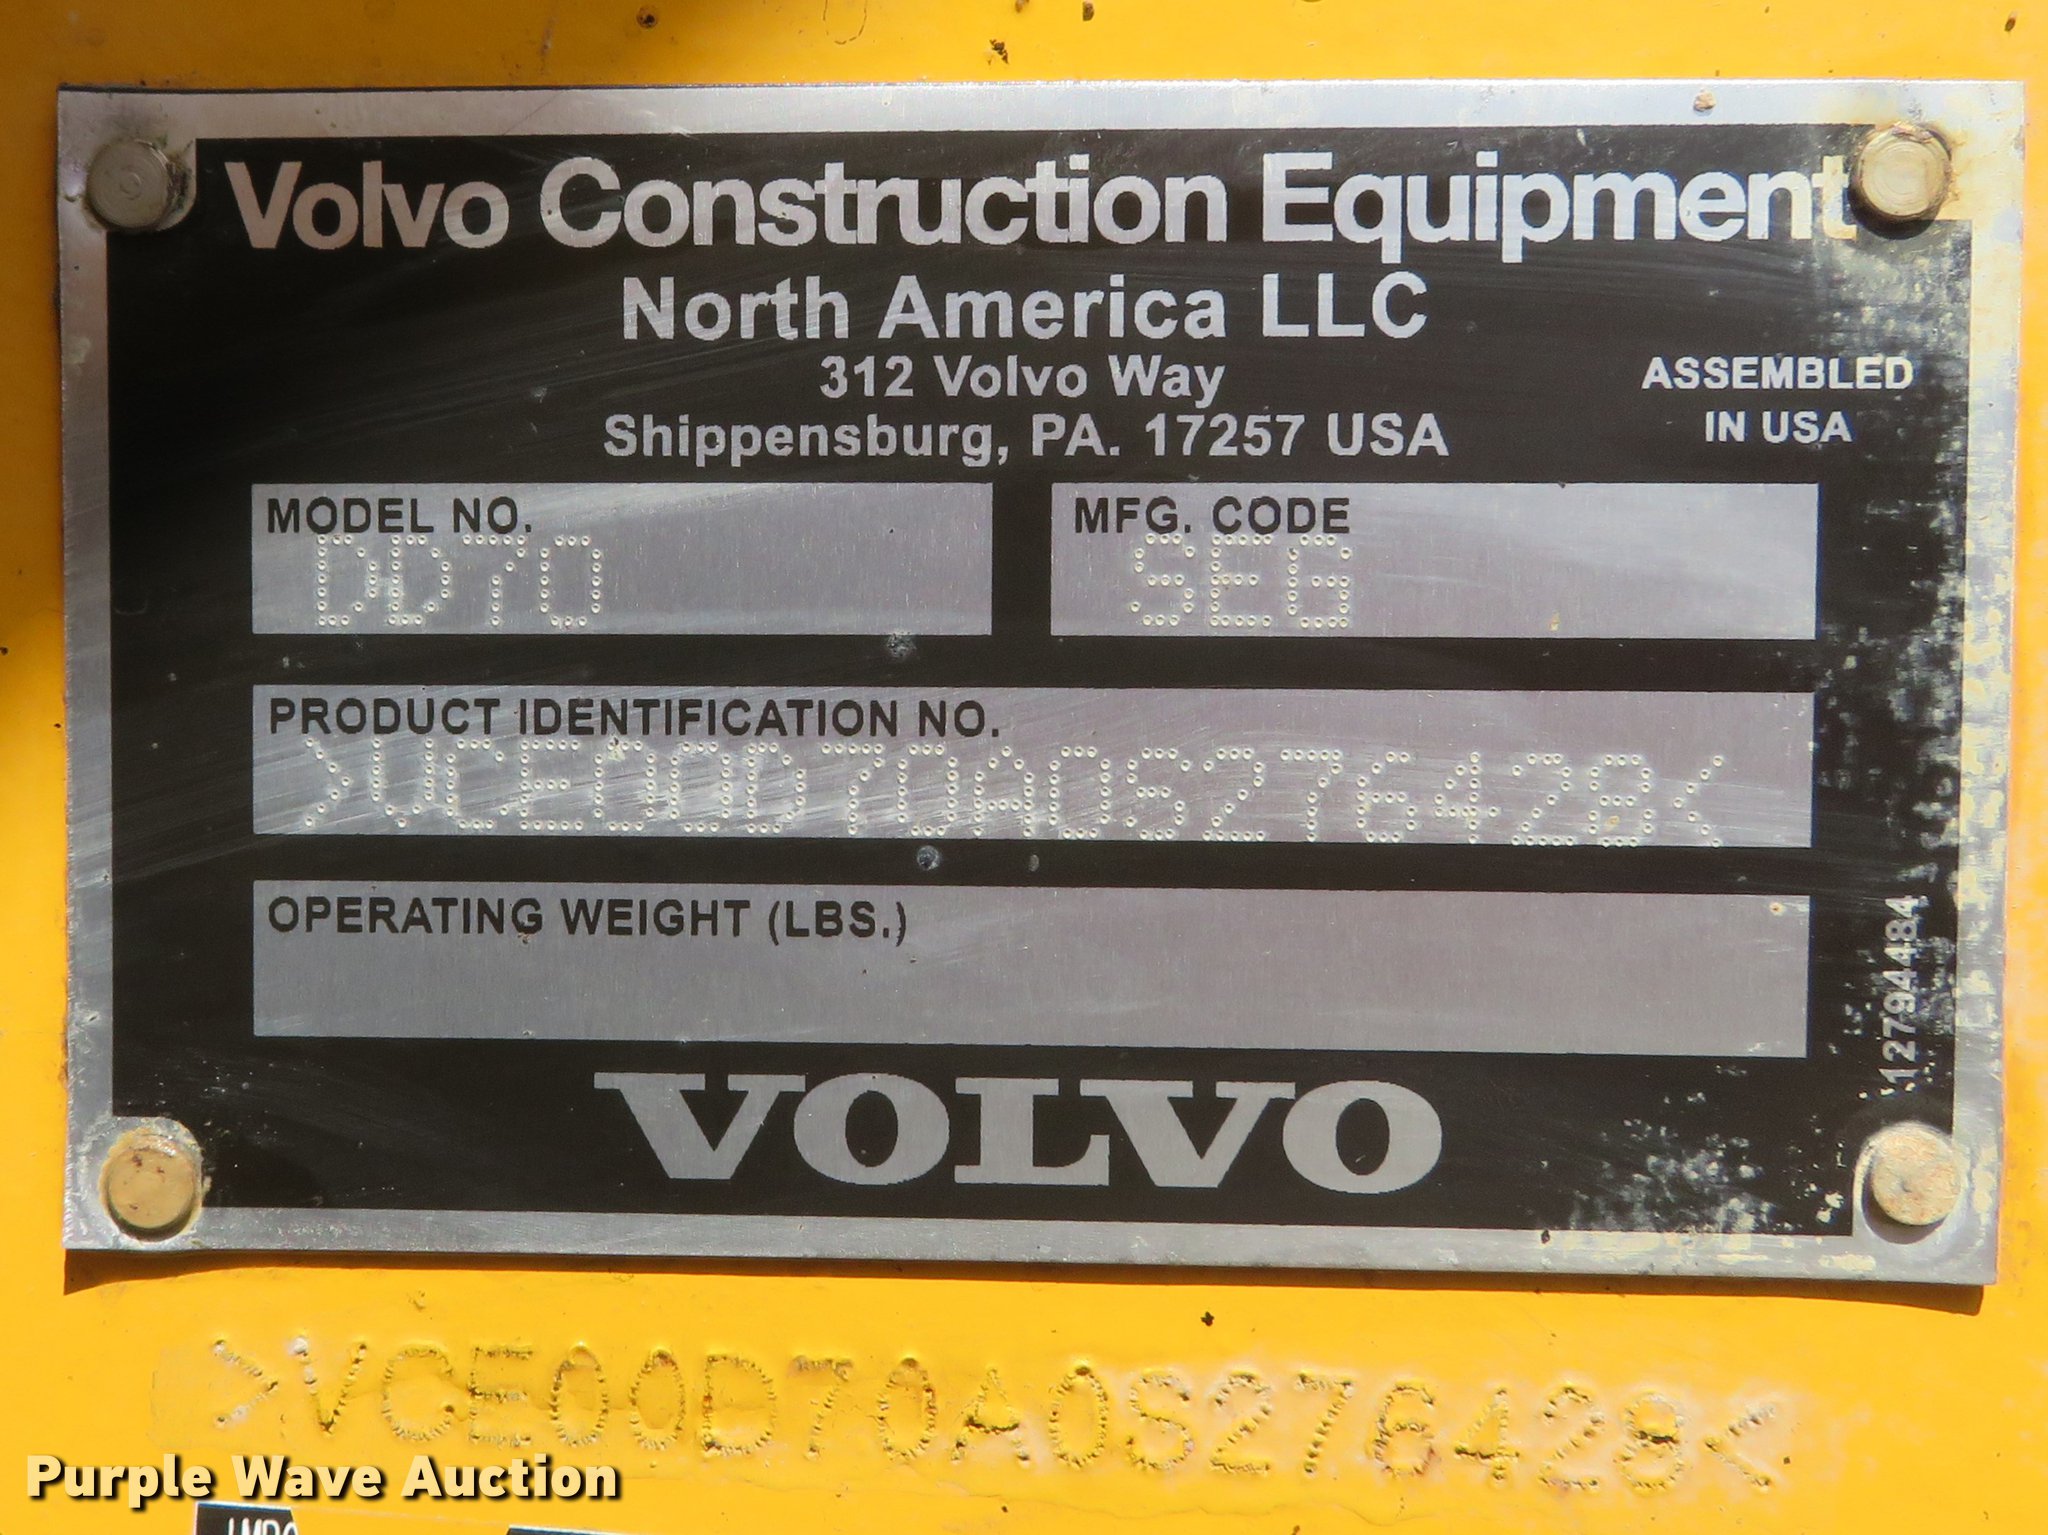 Volvo Construction Equipment
North America LLC
312 Volvo Way
Shippensburg, PA. 17257 USA
ASSEMBLED
IN USA
MODEL NO.
DD70
MFG. CODE
SEG
PRODUCT IDENTIFICATION NO.
>VCE00D70A0S276428<
OPERATING WEIGHT (LBS.)
12794484
VOLVO
>VCE00D70A0S276428<
Purple Wave Auction